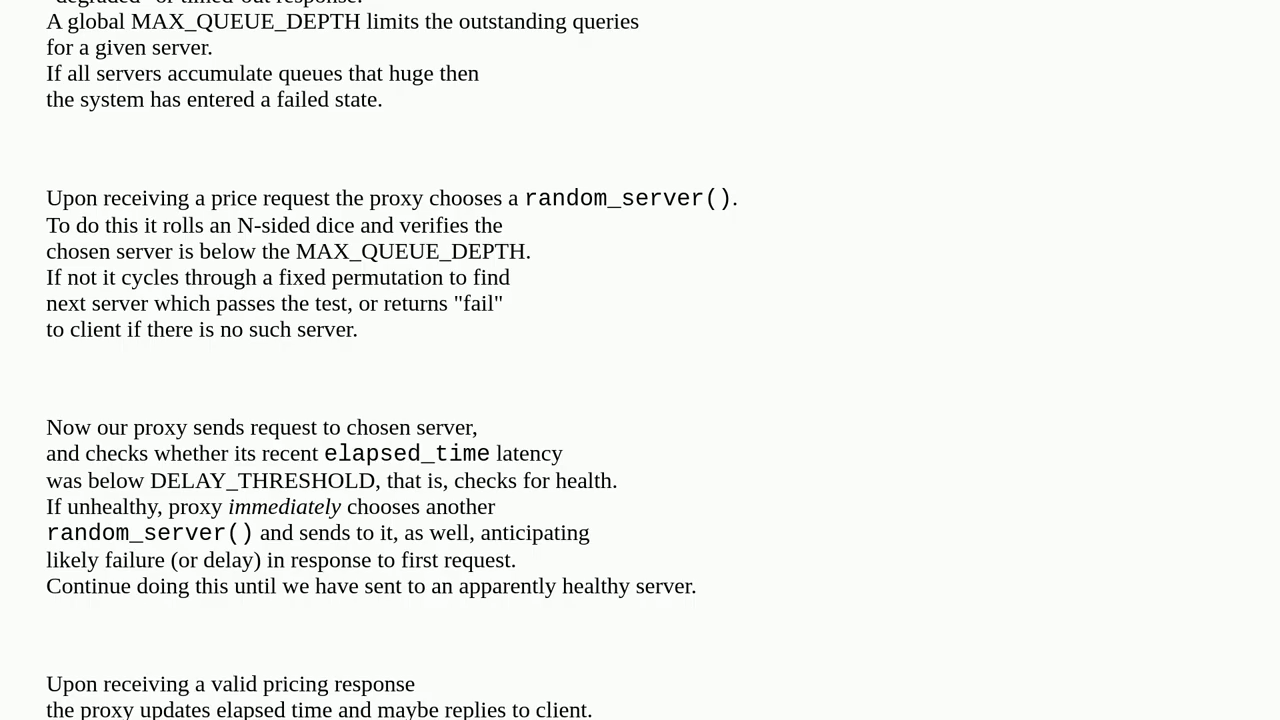 "degraded" or timed-out response.
A global MAX_QUEUE_DEPTH limits the outstanding queries
for a given server.
If all servers accumulate queues that huge then
the system has entered a failed state.
Upon receiving a price request the proxy chooses a random_server().
To do this it rolls an N-sided dice and verifies the
chosen server is below the MAX_QUEUE_DEPTH.
If not it cycles through a fixed permutation to find
next server which passes the test, or returns "fail"
to client if there is no such server.
Now our proxy sends request to chosen server,
and checks whether its recent elapsed_time latency
was below DELAY_THRESHOLD, that is, checks for health.
If unhealthy, proxy immediately chooses another
random_server() and sends to it, as well, anticipating
likely failure (or delay) in response to first request.
Continue doing this until we have sent to an apparently healthy server.
Upon receiving a valid pricing response
the proxy updates elapsed time and maybe replies to client.